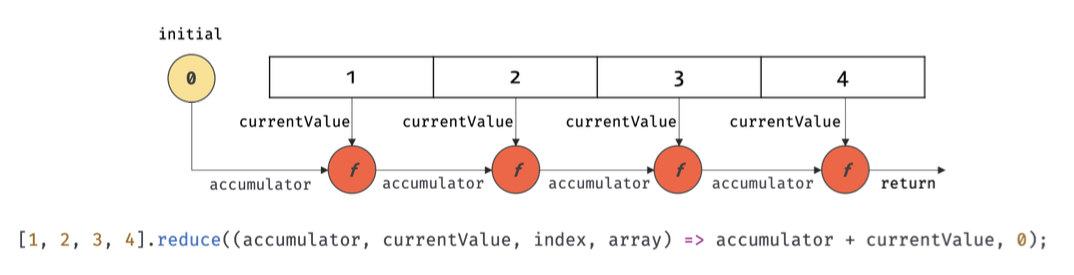 initial
0 1 2 3 4
currentValue currentValue currentValue currentValue
f f f f
accumulator accumulator accumulator accumulator return
[1, 2, 3, 4].reduce((accumulator, currentValue, index, array) => accumulator + currentValue, 0);